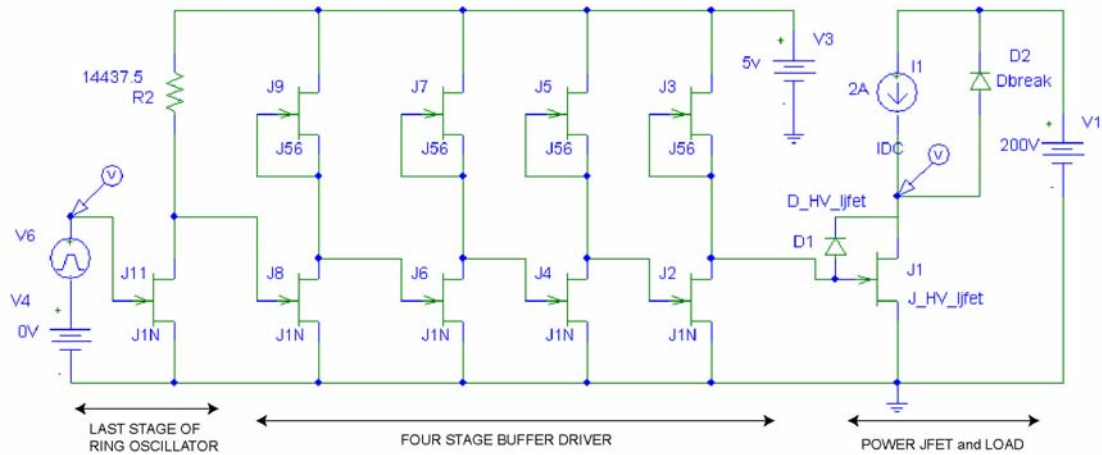 14437.5
R2
J9
J56
J7
J56
J5
J56
J3
J56
V3
+
5v
-
I1
+
2A
IDC
D2
Dbreak
V1
+
200V
-
V
V
V6
+
V4
+
0V
-
J11
J1N
J8
J1N
J6
J1N
J4
J1N
J2
J1N
D_HV_ljfet
D1
J1
J_HV_ljfet
LAST STAGE OF
RING OSCILLATOR
FOUR STAGE BUFFER DRIVER
POWER JFET and LOAD